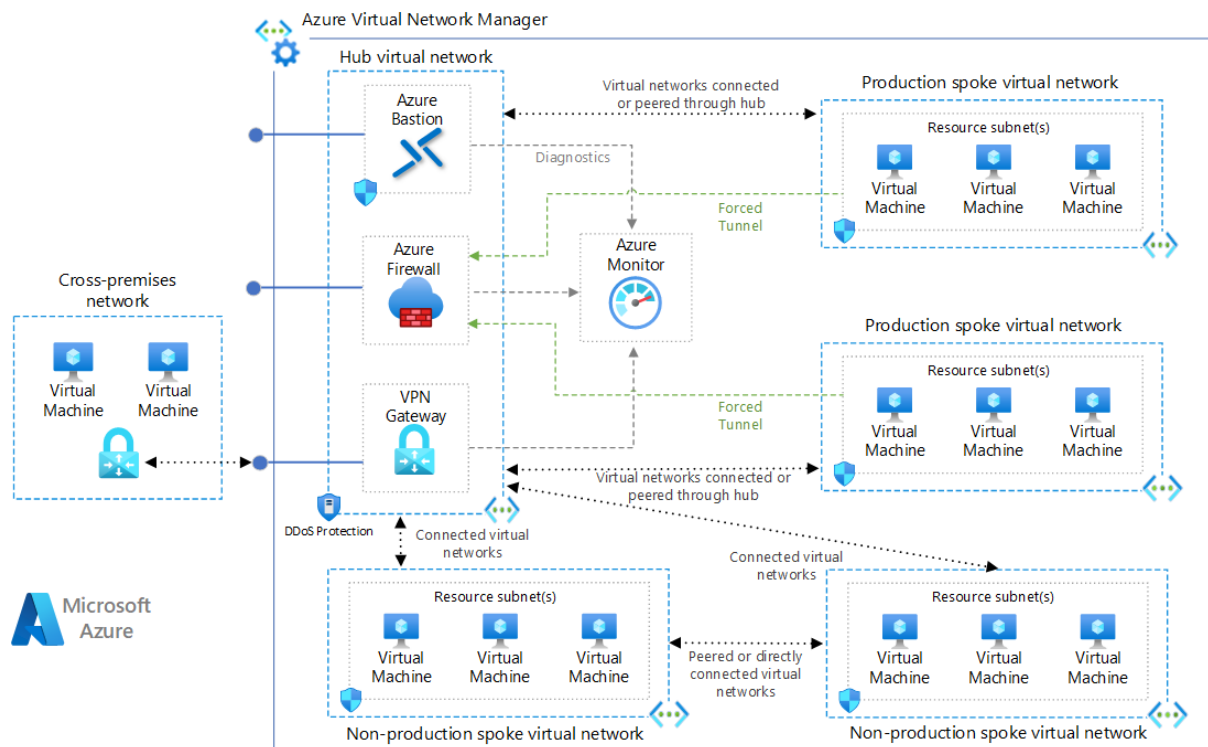 Azure Virtual Network Manager
Hub virtual network
Azure
Bastion
Virtual networks connected
or peered through hub
Production spoke virtual network
Resource subnet(s)
Virtual
Machine
Virtual
Machine
Virtual
Machine
Diagnostics
Forced
Tunnel
Azure
Firewall
Azure
Monitor
Cross-premises
network
Virtual
Machine
Virtual
Machine
Production spoke virtual network
Resource subnet(s)
Virtual
Machine
Virtual
Machine
Virtual
Machine
VPN
Gateway
Forced
Tunnel
Virtual networks connected or
peered through hub
DDoS Protection
Connected virtual
networks
Connected virtual
networks
Microsoft
Azure
Resource subnet(s)
Virtual
Machine
Virtual
Machine
Virtual
Machine
Non-production spoke virtual network
Peered or directly
connected virtual
networks
Resource subnet(s)
Virtual
Machine
Virtual
Machine
Virtual
Machine
Non-production spoke virtual network